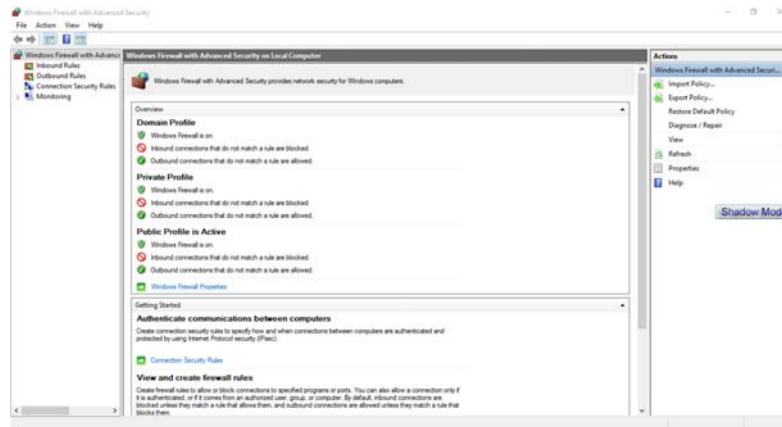 Windows Firewall with Advanced Security
File Action View Help
Windows Firewall with Advance
Inbound Rules
Outbound Rules
Connection Security Rules
Monitoring
Windows Firewall with Advanced Security on Local Computer
Windows Firewall with Advanced Security provides network security for Windows computers.
Overview
Domain Profile
Windows Firewall is on.
Inbound connections that do not match a rule are blocked.
Outbound connections that do not match a rule are allowed.
Private Profile
Windows Firewall is on.
Inbound connections that do not match a rule are blocked.
Outbound connections that do not match a rule are allowed.
Public Profile is Active
Windows Firewall is on.
Inbound connections that do not match a rule are blocked.
Outbound connections that do not match a rule are allowed.
Windows Firewall Properties
Getting Started
Authenticate communications between computers
Create connection security rules to specify how and when connections between computers are authenticated and
protected by using Internet Protocol security (IPsec).
Connection Security Rules
View and create firewall rules
Create firewall rules to allow or block connections to specified programs or ports. You can also allow a connection only if
it is authenticated, or if it comes from an authorized user, group, or computer. By default, inbound connections are
blocked unless they match a rule that allows them, and outbound connections are allowed unless they match a rule that
blocks them.
Actions
Windows Firewall with Advanced Securi...
Import Policy...
Export Policy...
Restore Default Policy
Diagnose / Repair
View
Refresh
Properties
Help
Shadow Mod